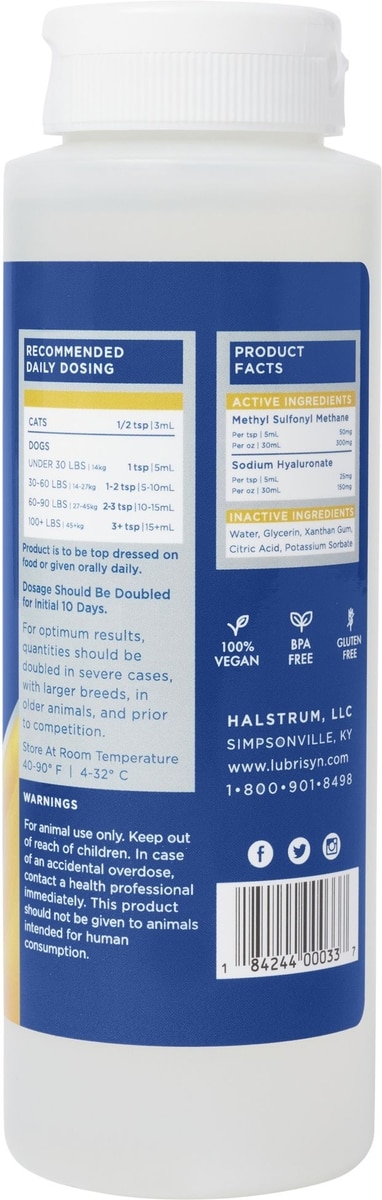 RECOMMENDED
DAILY DOSING
CATS 1/2 tsp | 3mL
DOGS
UNDER 30 LBS | 14kg 1 tsp | 5mL
30-60 LBS | 14-27kg 1-2 tsp | 5-10mL
60-90 LBS | 27-45kg 2-3 tsp | 10-15mL
100+ LBS | 45+kg 3+ tsp | 15+mL
Product is to be top dressed on
food or given orally daily.
Dosage Should Be Doubled
for Initial 10 Days.
For optimum results,
quantities should be
doubled in severe cases,
with larger breeds, in
older animals, and prior
to competition.
Store At Room Temperature
40-90° F | 4-32° C
WARNINGS
For animal use only. Keep out
of reach of children. In case
of an accidental overdose,
contact a health professional
immediately. This product
should not be given to animals
intended for human
consumption.
PRODUCT
FACTS
ACTIVE INGREDIENTS
Methyl Sulfonyl Methane
Per tsp | 5mL 50mg
Per oz | 30mL 300mg
Sodium Hyaluronate
Per tsp | 5mL 25mg
Per oz | 30mL 150mg
INACTIVE INGREDIENTS
Water, Glycerin, Xanthan Gum,
Citric Acid, Potassium Sorbate
100%
VEGAN
BPA
FREE
GLUTEN
FREE
HALSTRUM, LLC
SIMPSONVILLE, KY
www.lubrisyn.com
1•800•901•8498
1 84244 00033 7